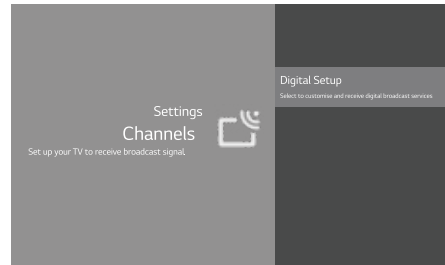 Settings
Channels
Set up your TV to receive broadcast signal.
Digital Setup
Select to customise and receive digital broadcast services.